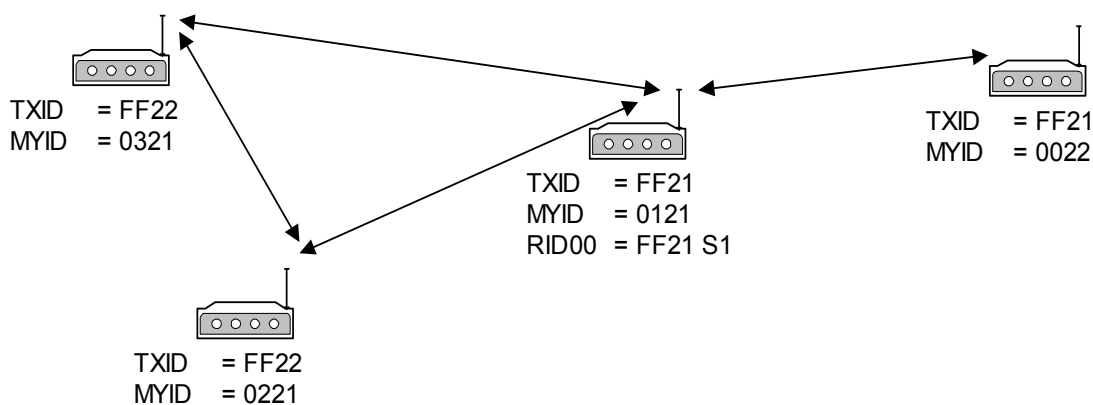 TXID = FF22
MYID = 0321
TXID = FF21
MYID = 0022
TXID = FF21
MYID = 0121
RID00 = FF21 S1
TXID = FF22
MYID = 0221